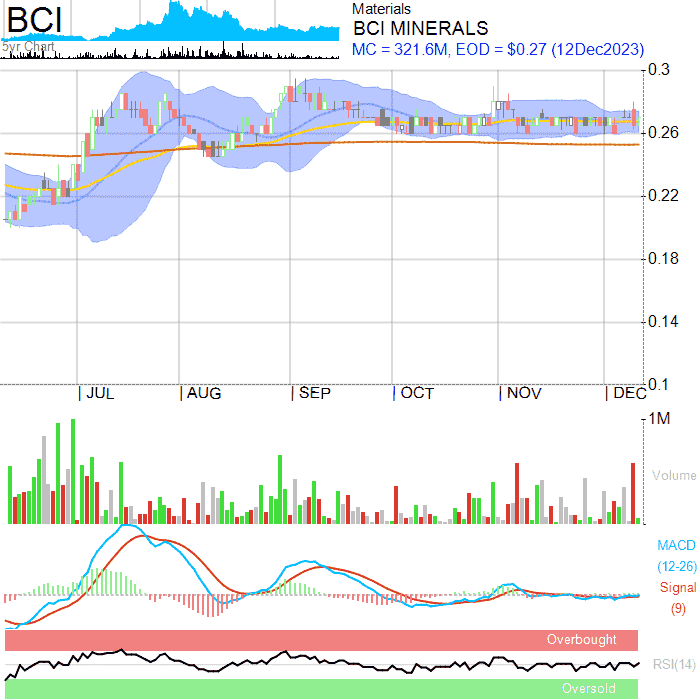 BCI
5yr Chart
Materials
BCI MINERALS
MC = 321.6M, EOD = $0.27 (12Dec2023)
0.3
0.26
0.22
0.18
0.14
0.1
JUL
AUG
SEP
OCT
NOV
DEC
1M
Volume
MACD
(12-26)
Signal
(9)
Overbought
RSI(14)
Oversold